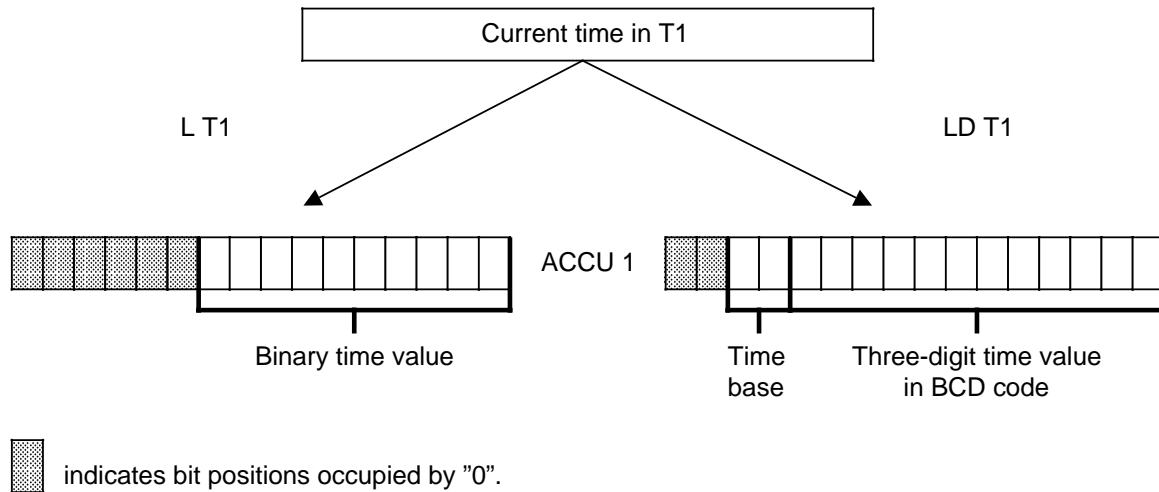 Current time in T1
L T1
LD T1
ACCU 1
Binary time value
Time
base
Three-digit time value
in BCD code
indicates bit positions occupied by ”0”.